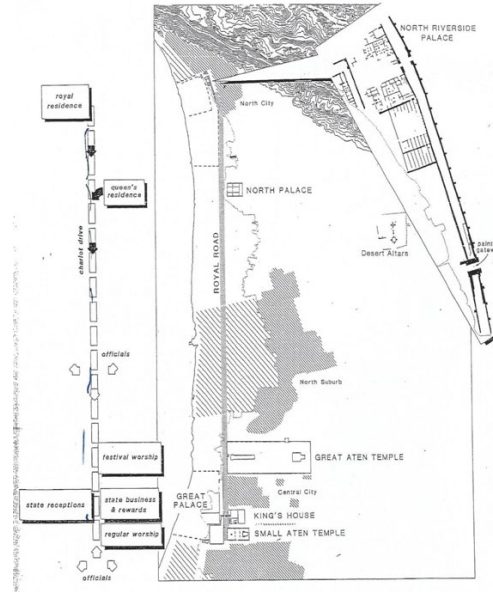 royal
residence
queen's
residence
chariot drive
officials
festival worship
state receptions
state business
& rewards
regular worship
officials
NORTH RIVERSIDE
PALACE
North City
NORTH PALACE
ROYAL ROAD
Desert Altars
North Suburb
GREAT ATEN TEMPLE
Central City
GREAT
PALACE
KING'S HOUSE
SMALL ATEN TEMPLE